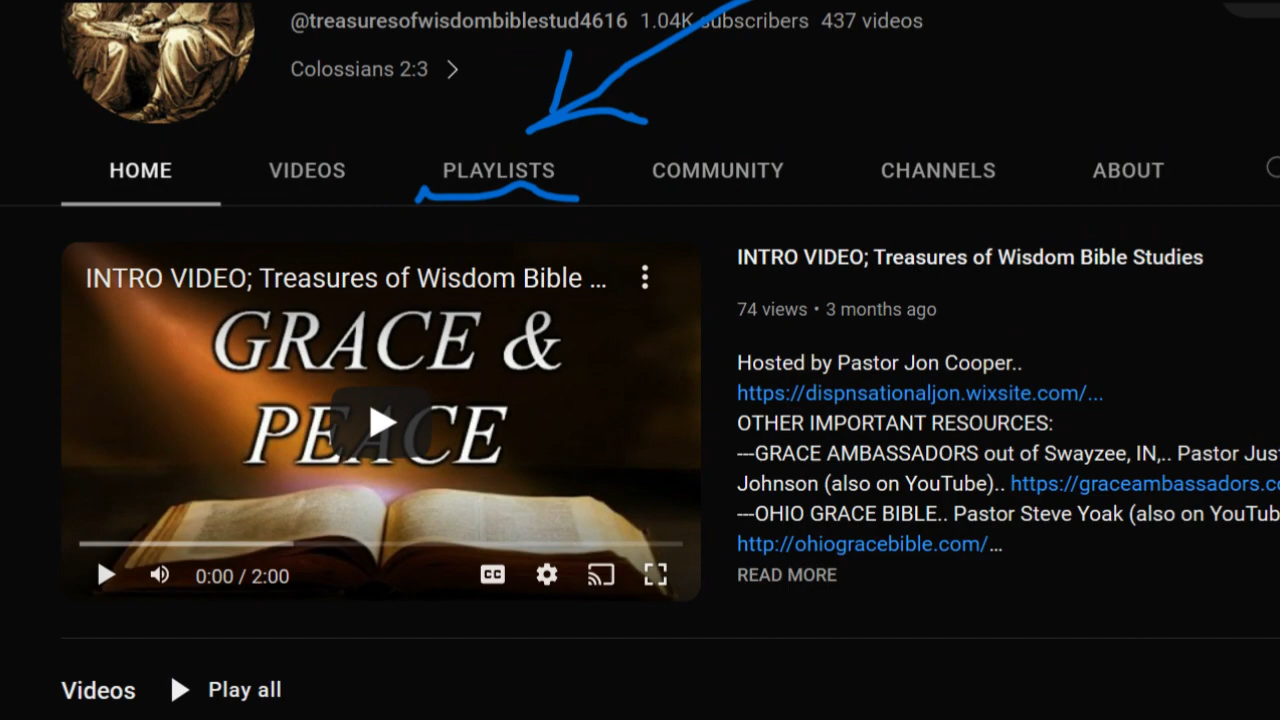 @treasuresofwisdombiblestud4616 1.04K subscribers 437 videos
Colossians 2:3
HOME VIDEOS PLAYLISTS COMMUNITY CHANNELS ABOUT
INTRO VIDEO; Treasures of Wisdom Bible ...
GRACE &
PEACE
CC
0:00 / 2:00
INTRO VIDEO; Treasures of Wisdom Bible Studies
74 views • 3 months ago
Hosted by Pastor Jon Cooper..
https://dispnsationaljon.wixsite.com/...
OTHER IMPORTANT RESOURCES:
---GRACE AMBASSADORS out of Swayzee, IN,.. Pastor Jus
Johnson (also on YouTube).. https://graceambassadors.c
---OHIO GRACE BIBLE.. Pastor Steve Yoak (also on YouTub
http://ohiogracebible.com/...
READ MORE
Videos Play all